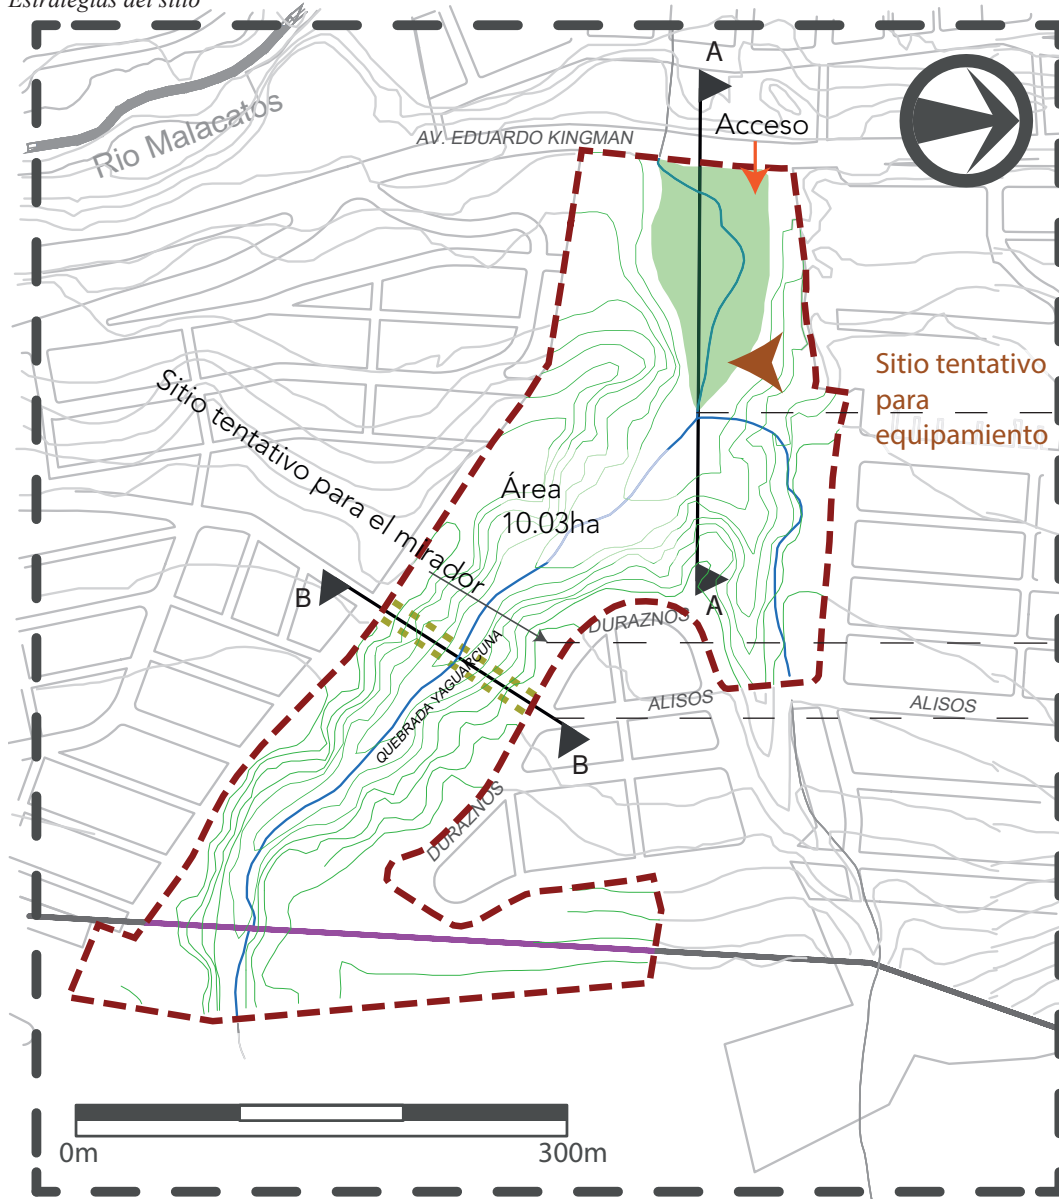 Estrategias del sitio
A
Rio Malacatos
AV. EDUARDO KINGMAN
Acceso
Sitio tentativo
para
equipamiento
Sitio tentativo para el mirador
Área
10.03ha
B
A
DURAZNOS
QUEBRADA YAGUARCUNA
ALISOS
ALISOS
B
DURAZNOS
0m
300m